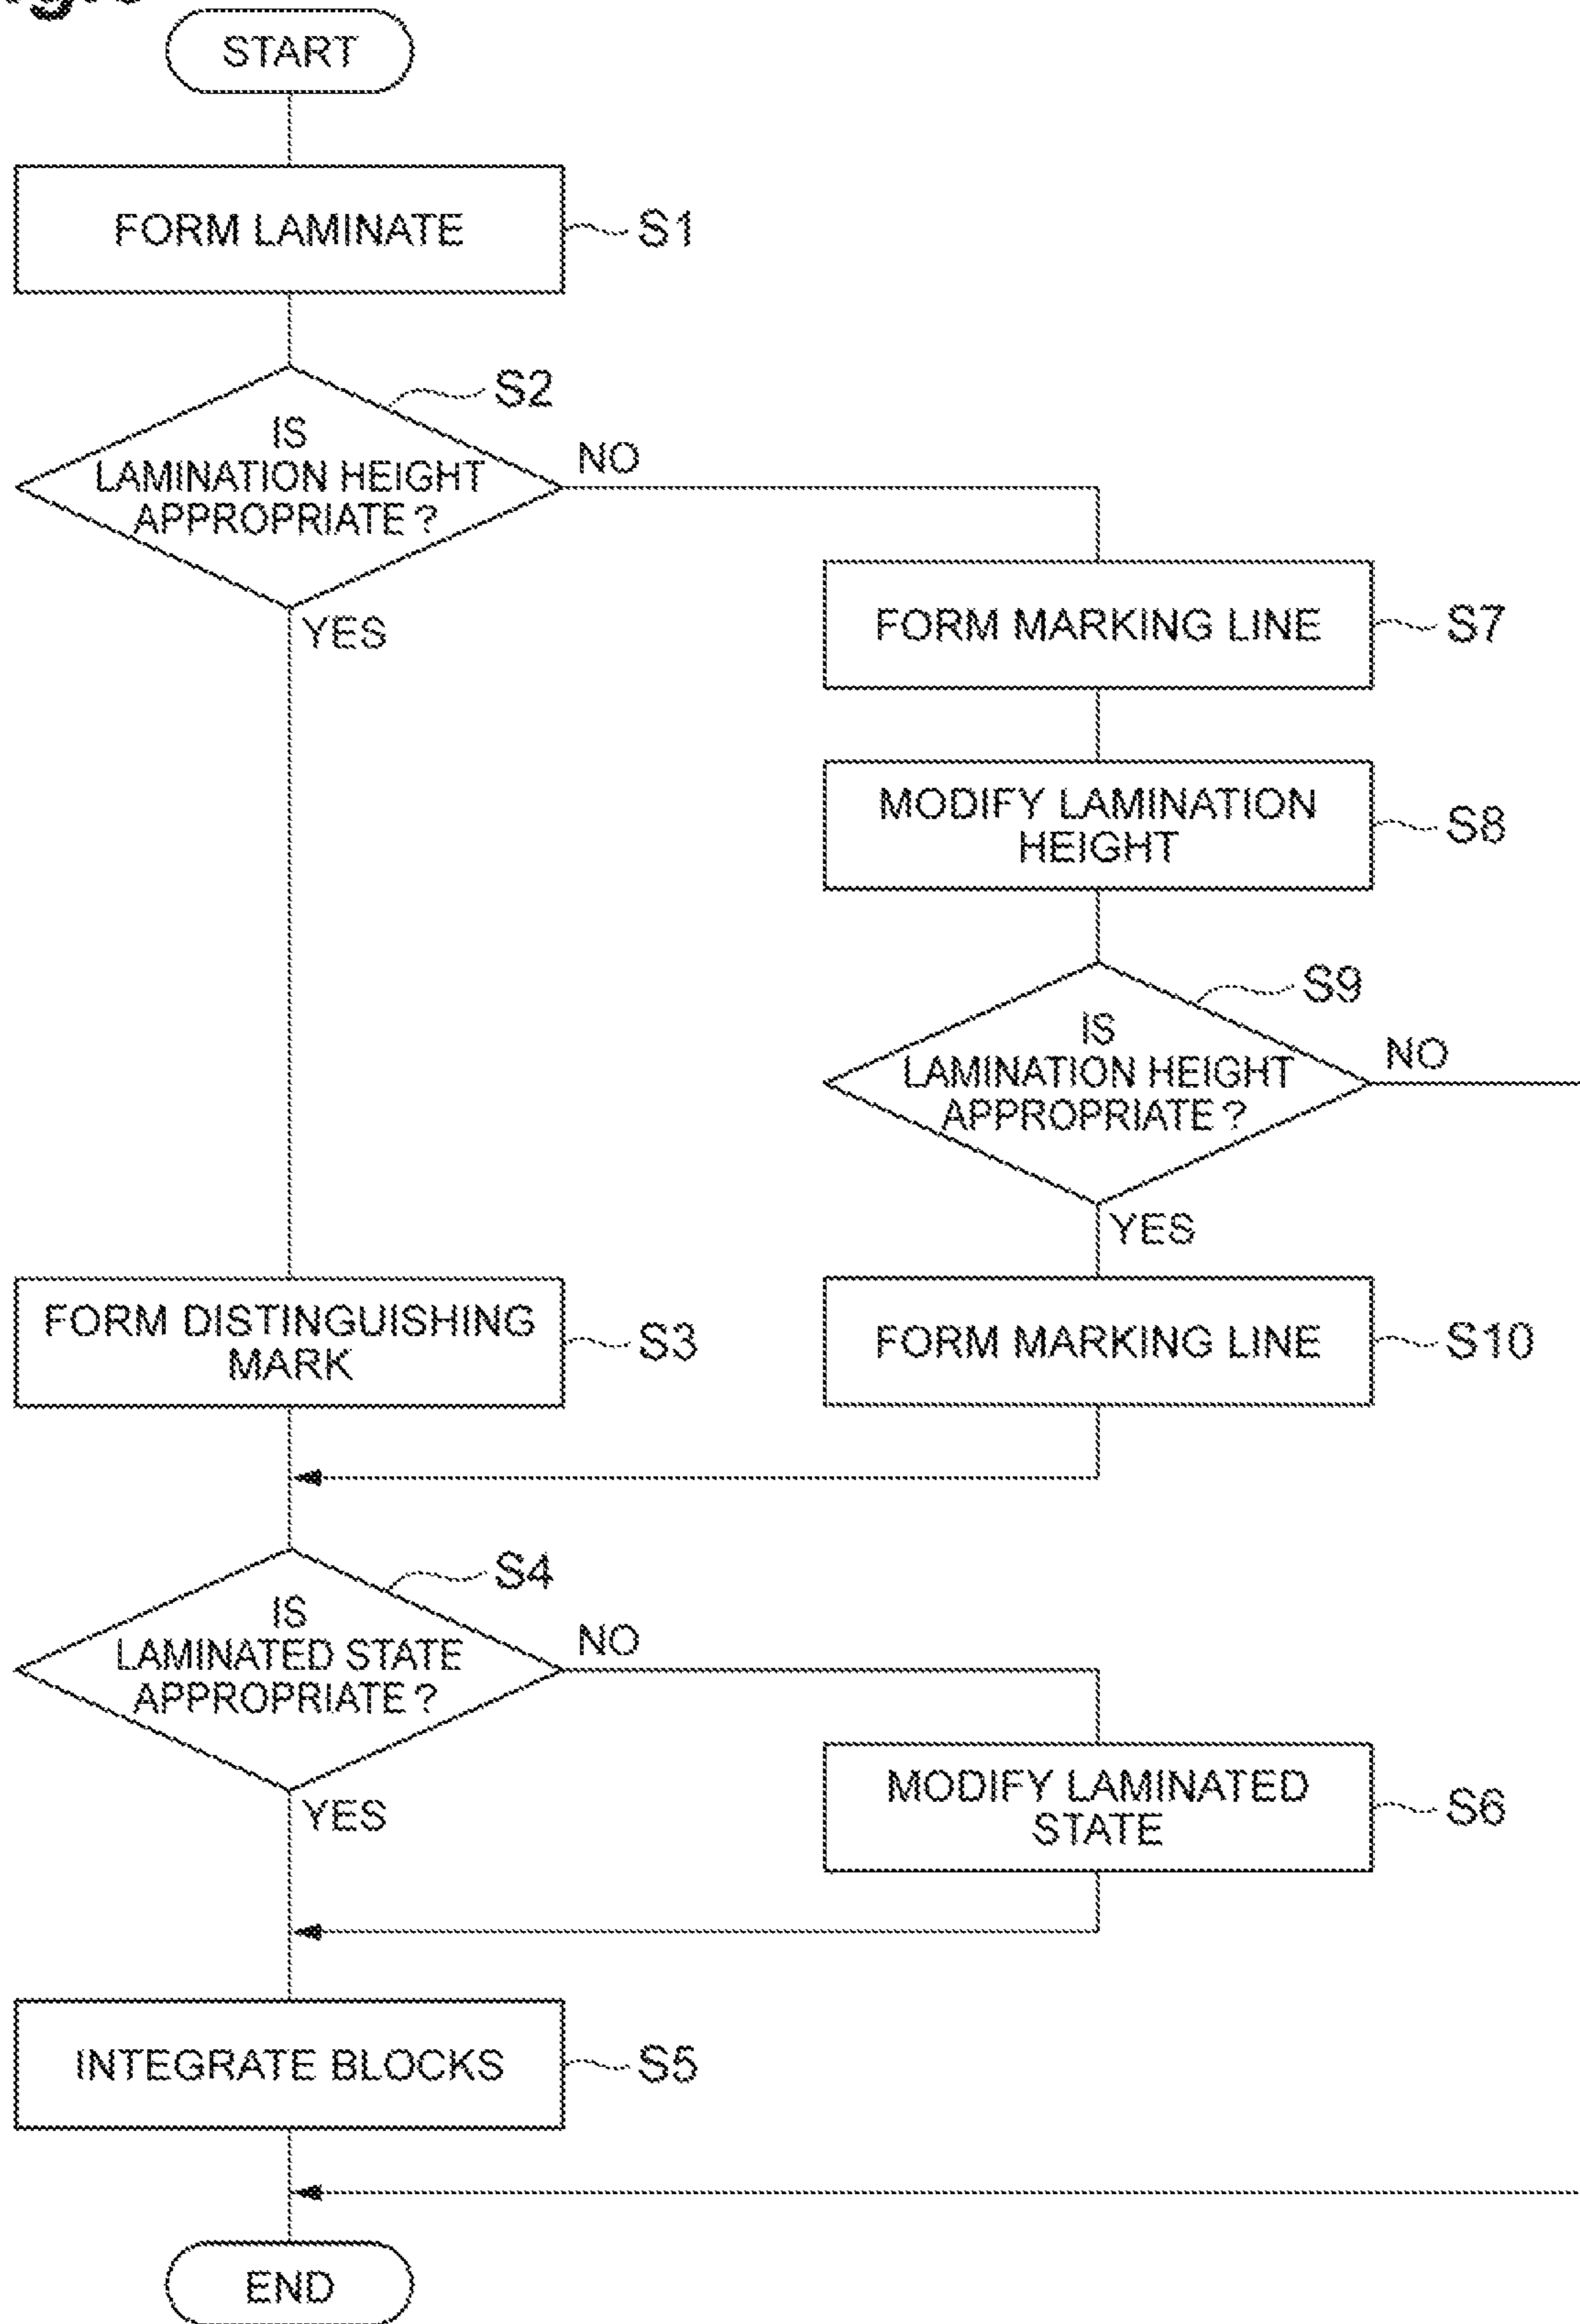 START
FORM LAMINATE
S1
S2
IS
LAMINATION HEIGHT
APPROPRIATE ?
NO
YES
FORM MARKING LINE
S7
MODIFY LAMINATION
HEIGHT
S8
S9
IS
LAMINATION HEIGHT
APPROPRIATE ?
NO
YES
FORM DISTINGUISHING
MARK
S3
FORM MARKING LINE
S10
S4
IS
LAMINATED STATE
APPROPRIATE ?
NO
YES
MODIFY LAMINATED
STATE
S6
INTEGRATE BLOCKS
S5
END